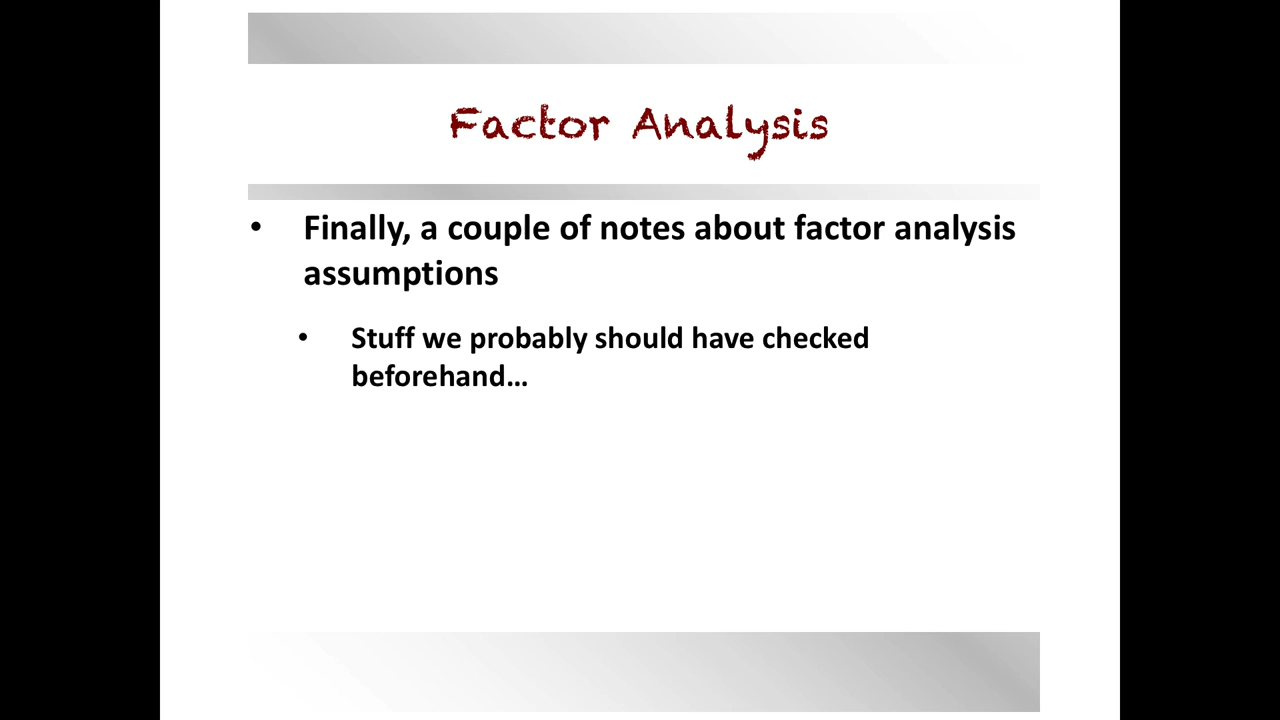 Factor Analysis
• Finally, a couple of notes about factor analysis
assumptions
• Stuff we probably should have checked
beforehand…